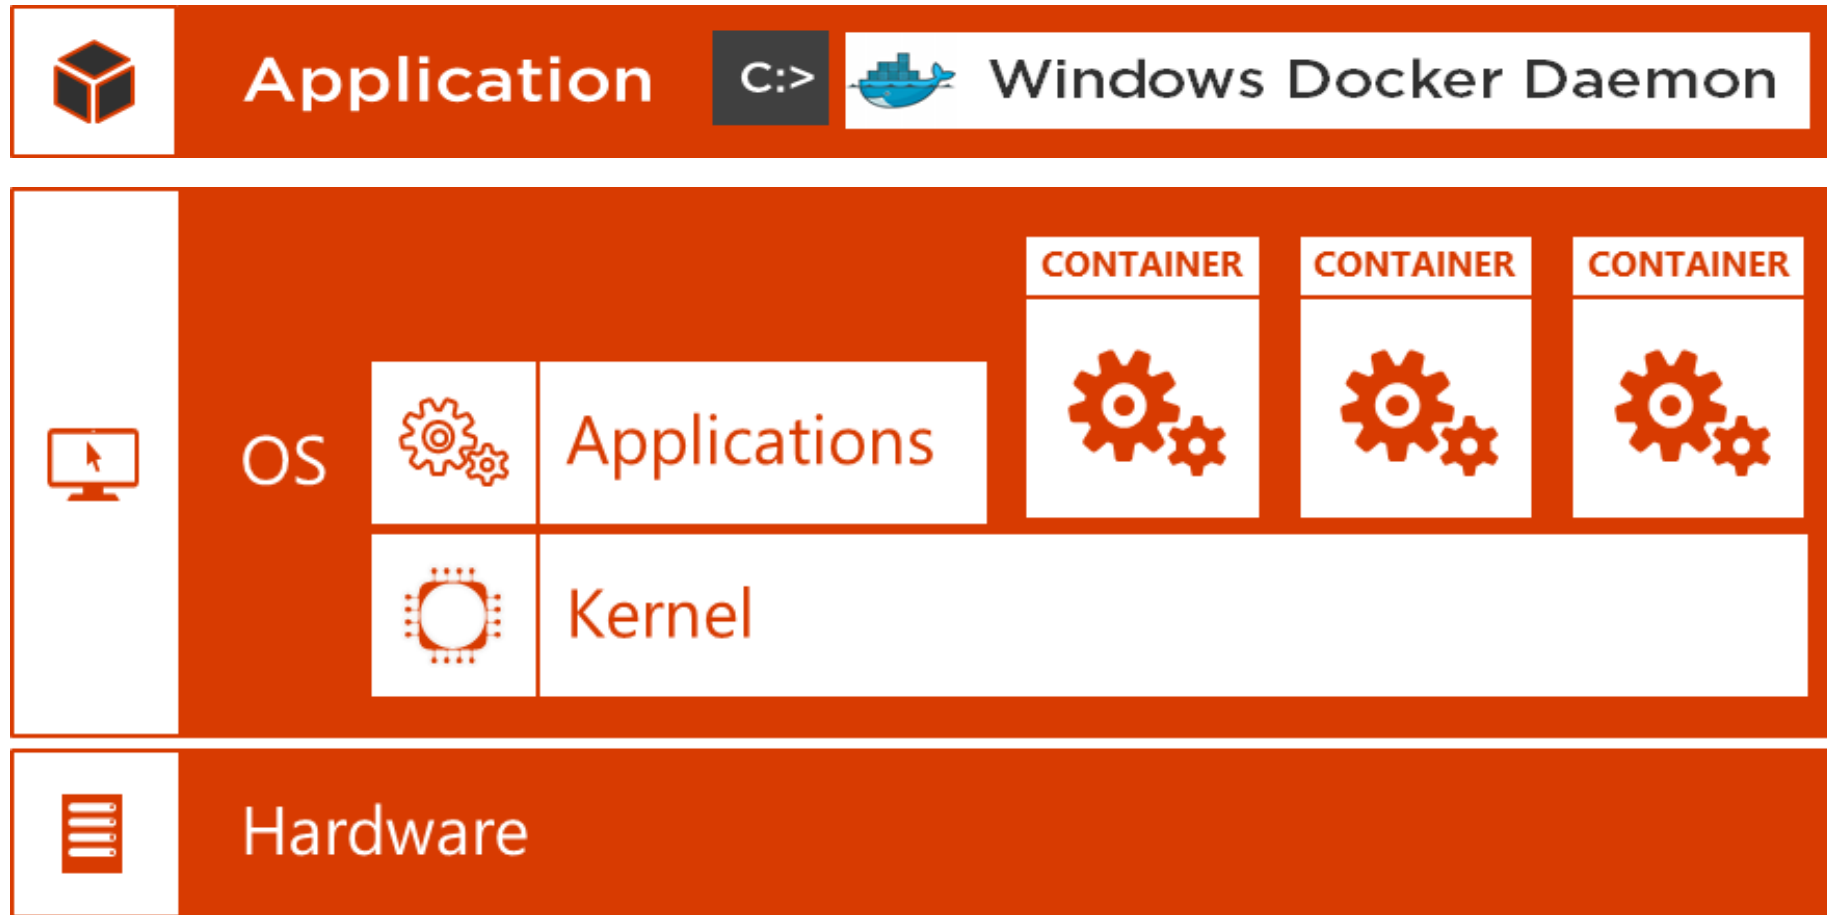 Application C:> Windows Docker Daemon
CONTAINER CONTAINER CONTAINER
OS Applications
Kernel
Hardware